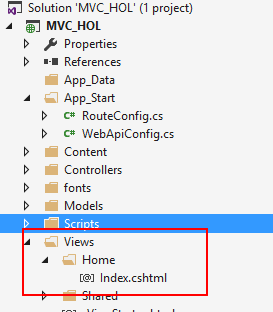 Solution 'MVC_HOL' (1 project)
MVC_HOL
Properties
References
App_Data
App_Start
RouteConfig.cs
WebApiConfig.cs
Content
Controllers
fonts
Models
Scripts
Views
Home
Index.cshtml
Shared